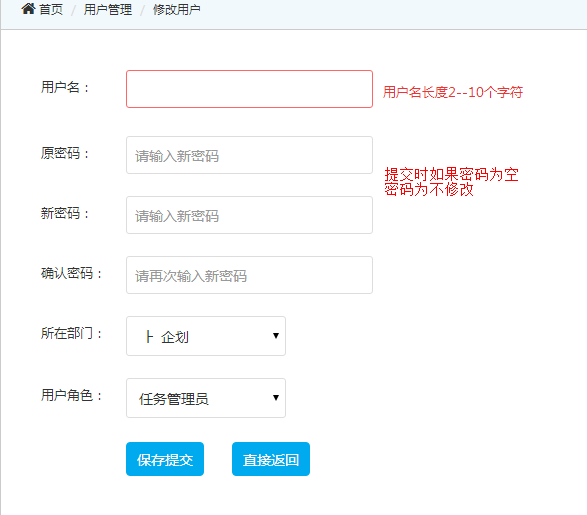 首页 / 用户管理 / 修改用户
用户名： 用户名长度2--10个字符
原密码： 请输入新密码
提交时如果密码为空
密码为不修改
新密码： 请输入新密码
确认密码： 请再次输入新密码
所在部门： ├ 企划
用户角色： 任务管理员
保存提交 直接返回